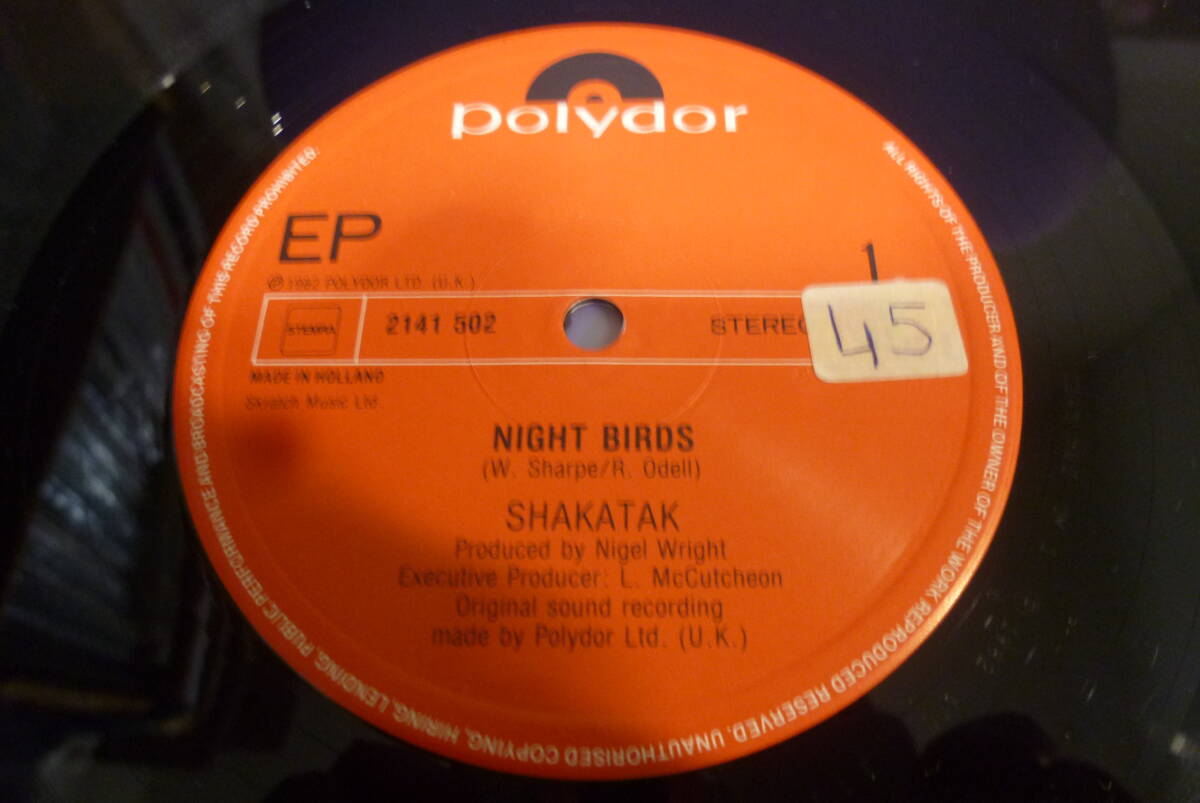 polydor
EP
1
℗ 1982 POLYDOR LTD. (U.K.)
STEMRA
2141 502
STEREO
45
MADE IN HOLLAND
Skratch Music Ltd.
NIGHT BIRDS
(W. Sharpe/R. Odell)
SHAKATAK
Produced by Nigel Wright
Executive Producer: L. McCutcheon
Original sound recording
made by Polydor Ltd. (U.K.)
ALL RIGHTS OF THE PRODUCER AND OF THE OWNER OF THE WORK REPRODUCED RESERVED. UNAUTHORISED COPYING, HIRING, LENDING, PUBLIC PERFORMANCE AND BROADCASTING OF THIS RECORD PROHIBITED.